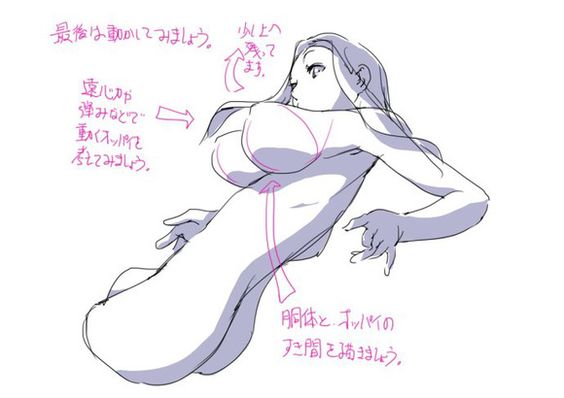 最後は動かしてみましょう。
少し上へ
残って
ます。
遠心力や
弾みなどで
動くオッパイを
考えてみましょう。
胴体と、オッパイの
すき間を描きましょう。